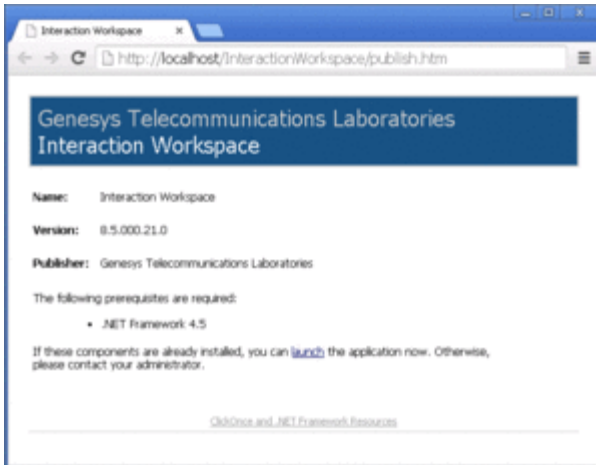 Interaction Workspace
http://localhost/InteractionWorkspace/publish.htm
Genesys Telecommunications Laboratories
Interaction Workspace
Name: Interaction Workspace
Version: 8.5.000.21.0
Publisher: Genesys Telecommunications Laboratories
The following prerequisites are required:
• .NET Framework 4.5
If these components are already installed, you can launch the application now. Otherwise,
please contact your administrator.
ClickOnce and .NET Framework Resources